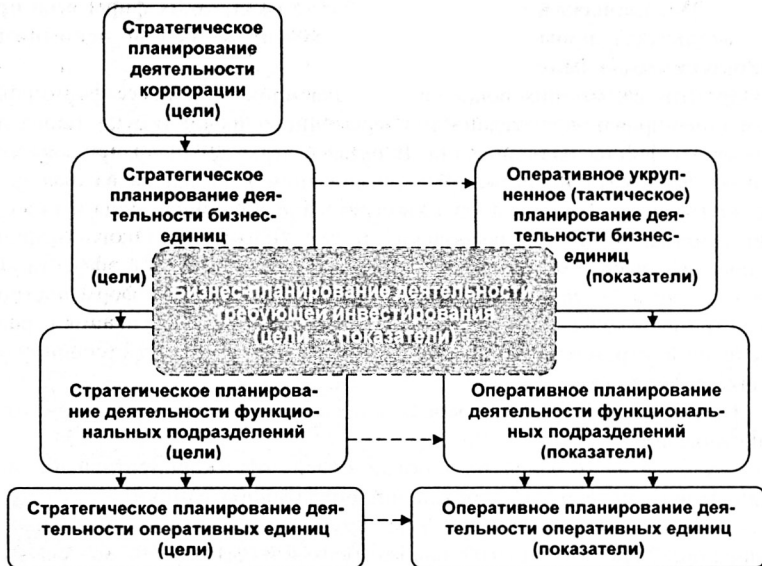 Стратегическое
планирование
деятельности
корпорации
(цели)
Стратегическое
планирование дея-
тельности бизнес-
единиц
(цели)
Оперативное укруп-
ненное (тактическое)
планирование дея-
тельности бизнес-
единиц
(показатели)
Бизнес-планирование деятельности,
требующей инвестирования
(цели → показатели)
Стратегическое планирова-
ние деятельности функцио-
нальных подразделений
(цели)
Оперативное планирование
деятельности функциональ-
ных подразделений
(показатели)
Стратегическое планирование дея-
тельности оперативных единиц
(цели)
Оперативное планирование дея-
тельности оперативных единиц
(показатели)